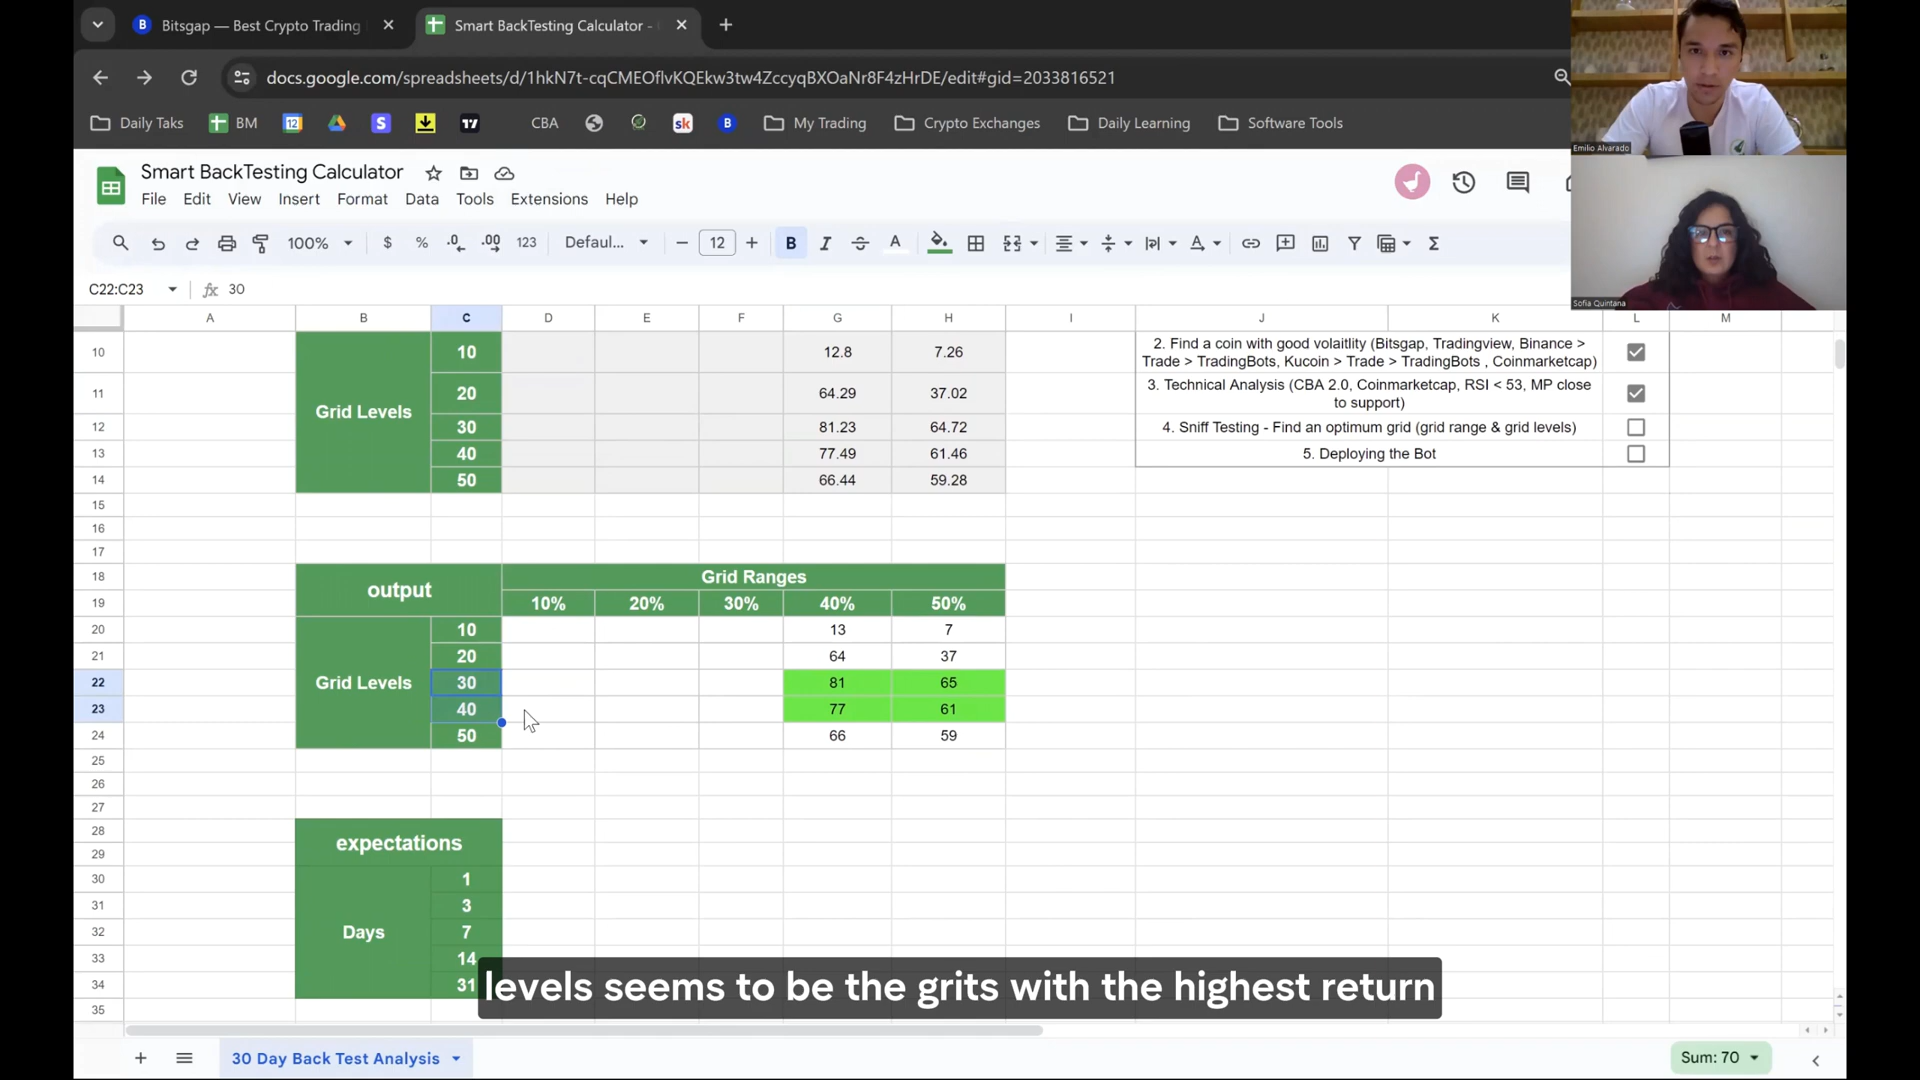 Bitsgap — Best Crypto Trading
Smart BackTesting Calculator -
docs.google.com/spreadsheets/d/1hkN7t-cqCMEOflvKQEkw3tw4ZccyqBXOaNr8F4zHrDE/edit#gid=2033816521
Daily Taks BM CBA My Trading Crypto Exchanges Daily Learning Software Tools
Emilio Alvarado
Sofia Quintana
Smart BackTesting Calculator
File Edit View Insert Format Data Tools Extensions Help
100% $ % .0 .00 123 Defaul... 12 B I A
C22:C23 fx 30
A B C D E F G H I J K L M
10 10 12.8 7.26 2. Find a coin with good volaitlity (Bitsgap, Tradingview, Binance >
Trade > TradingBots, Kucoin > Trade > TradingBots , Coinmarketcap)
11 20 64.29 37.02 3. Technical Analysis (CBA 2.0, Coinmarketcap, RSI < 53, MP close
to support)
Grid Levels
12 30 81.23 64.72 4. Sniff Testing - Find an optimum grid (grid range & grid levels)
13 40 77.49 61.46 5. Deploying the Bot
14 50 66.44 59.28
15
16
17
18 output Grid Ranges
19 10% 20% 30% 40% 50%
20 10 13 7
21 20 64 37
22 Grid Levels 30 81 65
23 40 77 61
24 50 66 59
25
26
27
28 expectations
29
30 1
31 3
32 Days 7
33 14
34 31
35
levels seems to be the grits with the highest return
30 Day Back Test Analysis
Sum: 70